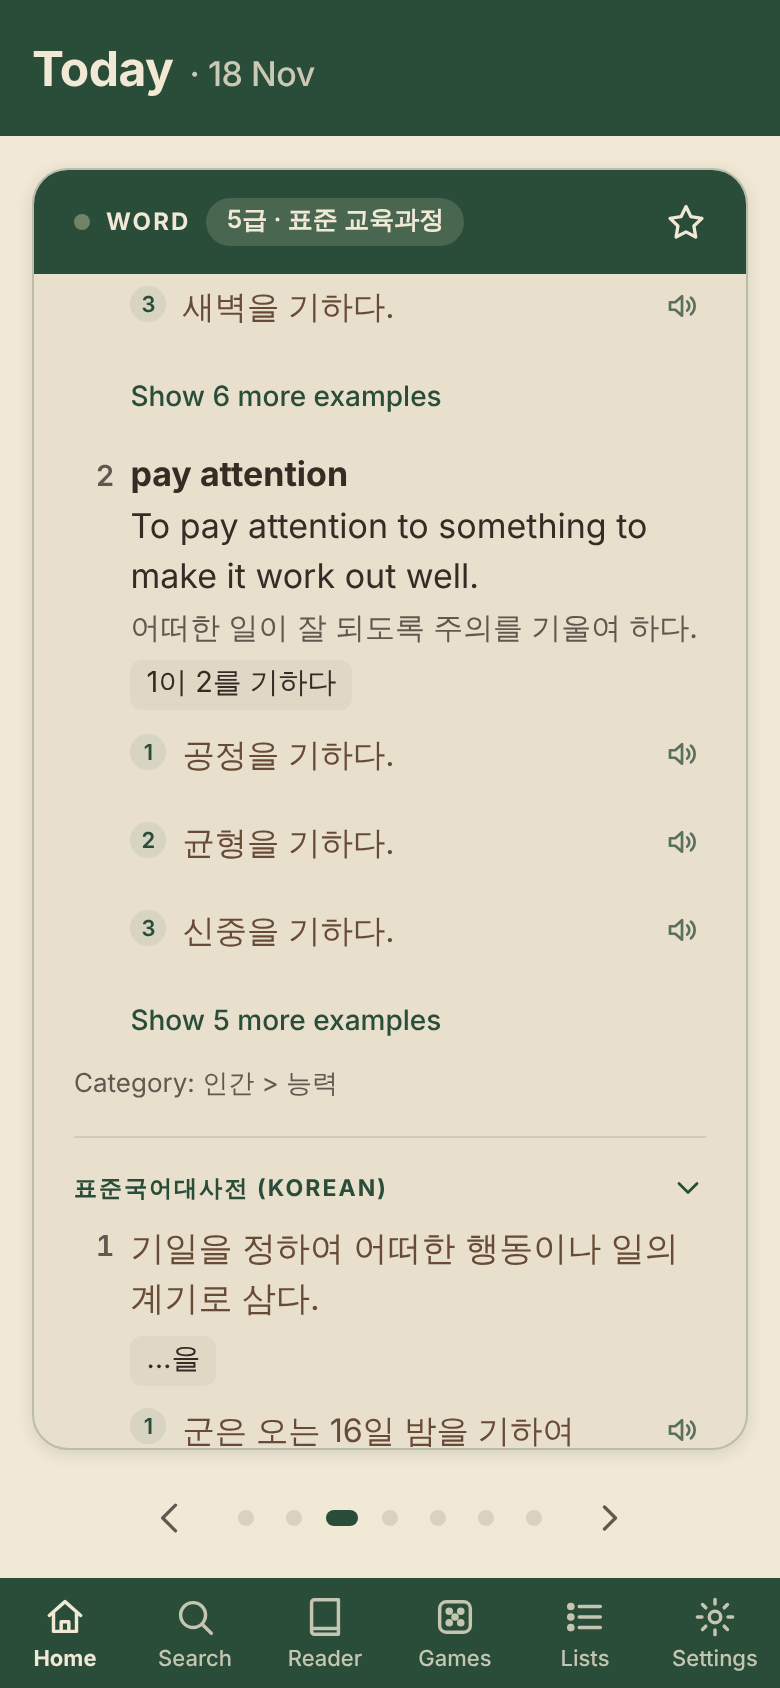 Today · 18 Nov
WORD 5급 · 표준 교육과정
3 새벽을 기하다.
Show 6 more examples
2 pay attention
To pay attention to something to
make it work out well.
어떠한 일이 잘 되도록 주의를 기울여 하다.
1이 2를 기하다
1 공정을 기하다.
2 균형을 기하다.
3 신중을 기하다.
Show 5 more examples
Category: 인간 > 능력
표준국어대사전 (KOREAN)
1 기일을 정하여 어떠한 행동이나 일의
계기로 삼다.
...을
1 군은 오는 16일 밤을 기하여
Home Search Reader Games Lists Settings